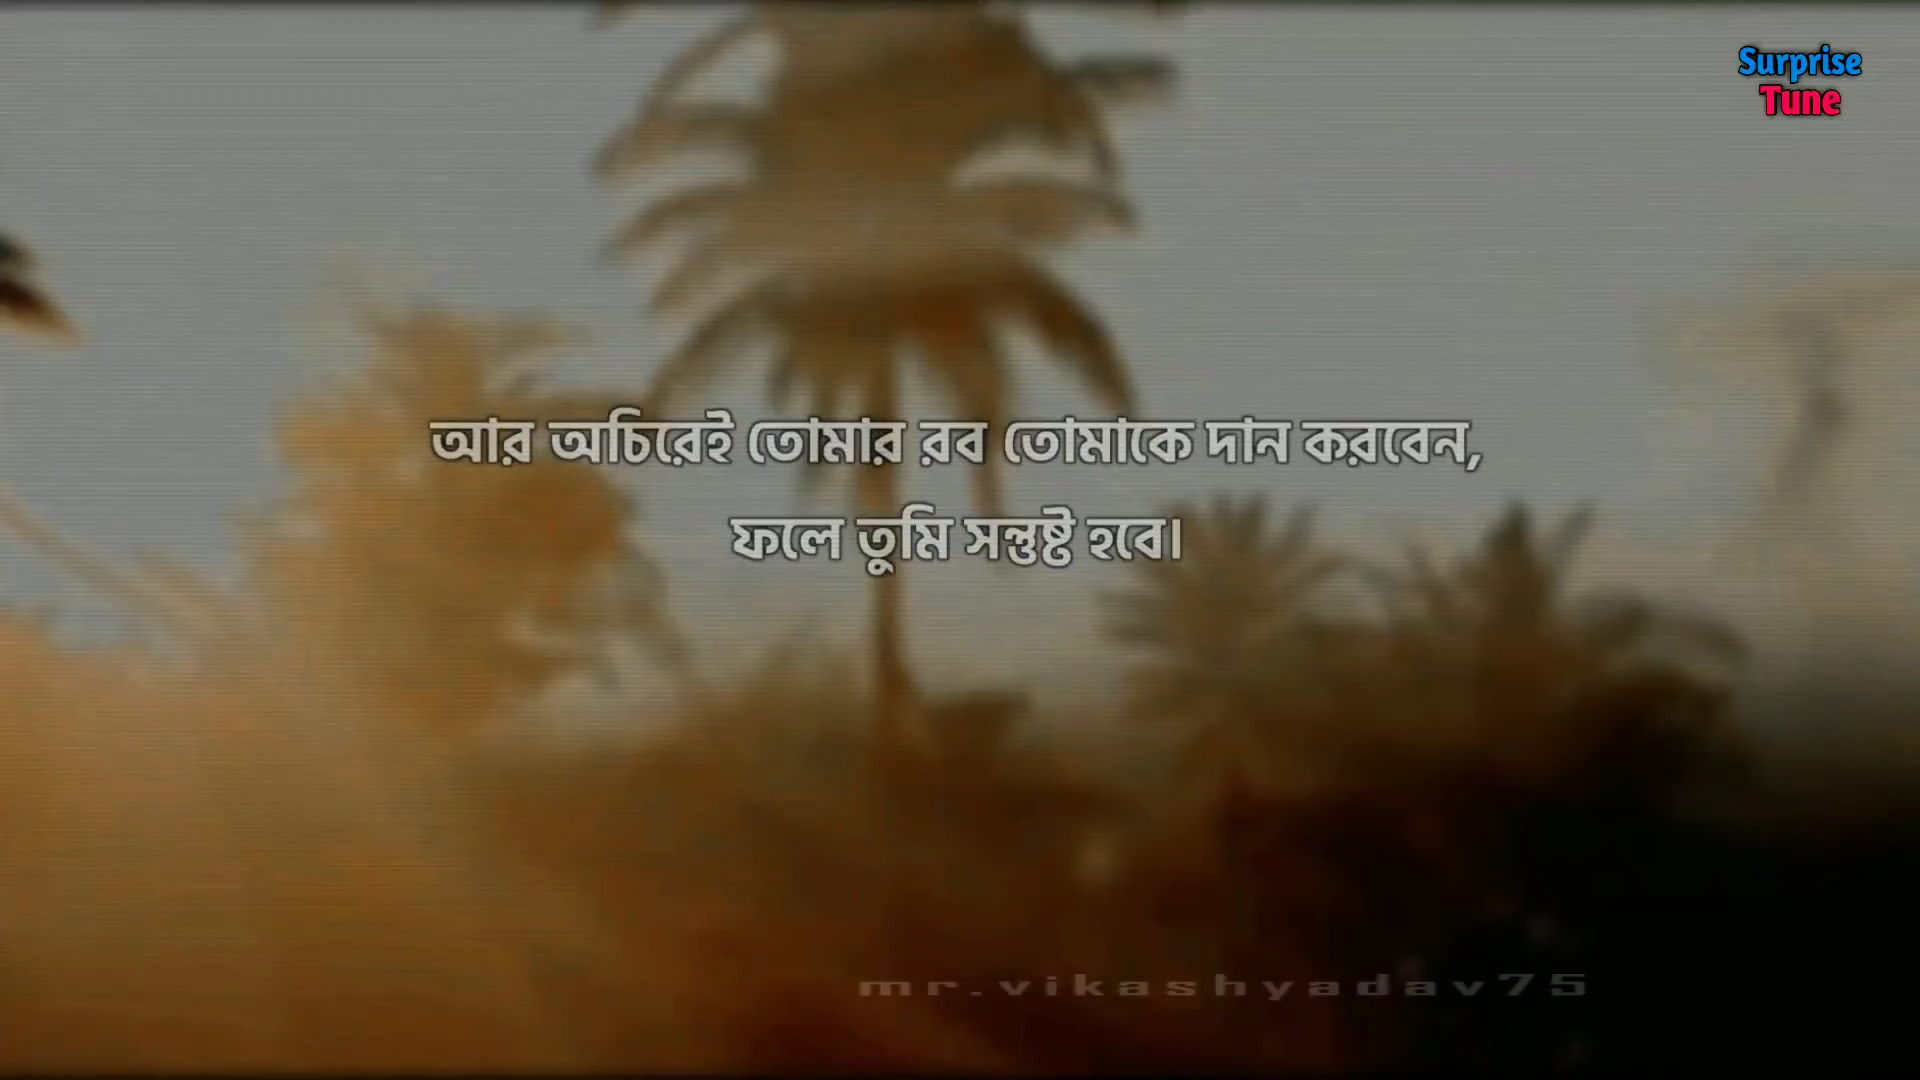 Surprise
Tune
আর অচিরেই তোমার রব তোমাকে দান করবেন,
ফলে তুমি সন্তুষ্ট হবে।
mr.vikashyadav75